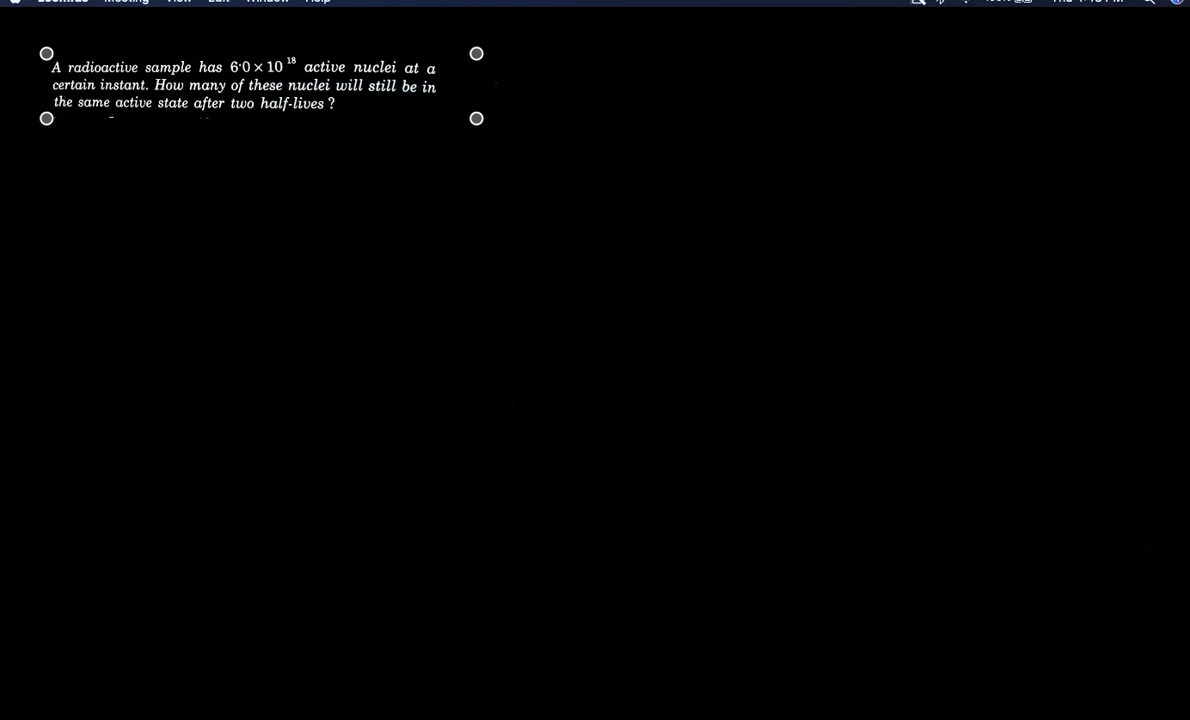 A radioactive sample has 6·0 × 10¹⁸ active nuclei at a
certain instant. How many of these nuclei will still be in
the same active state after two half-lives ?